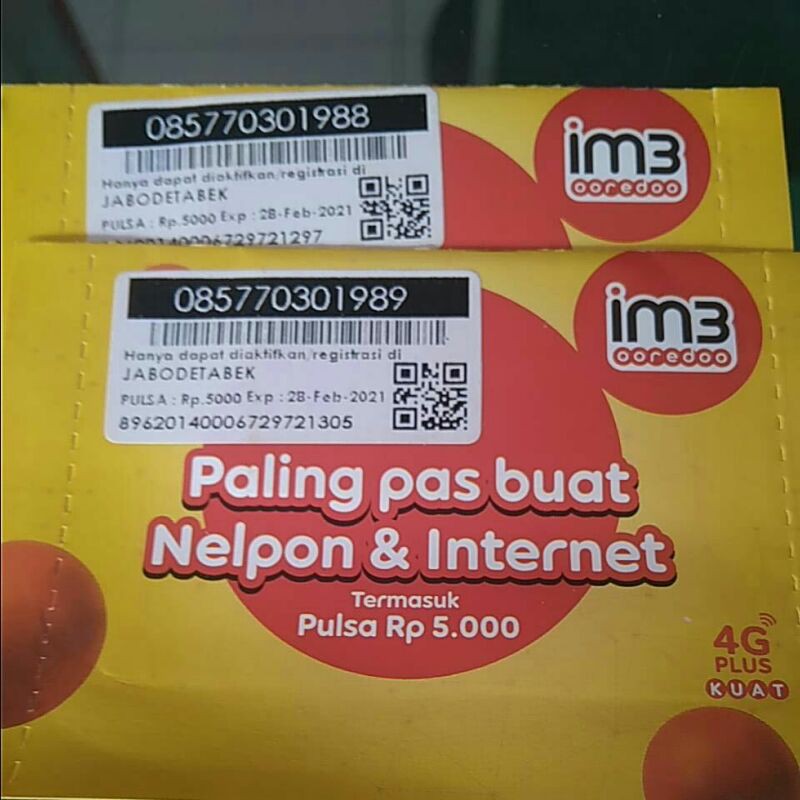 085770301988
Hanya dapat diaktifkan/registrasi di
JABODETABEK
PULSA : Rp.5000 Exp : 28-Feb-2021
im3
ooredoo
085770301989
Hanya dapat diaktifkan/registrasi di
JABODETABEK
PULSA : Rp.5000 Exp : 28-Feb-2021
89620140006729721305
im3
ooredoo
Paling pas buat
Nelpon & Internet
Termasuk
Pulsa Rp 5.000
4G
PLUS
KUAT